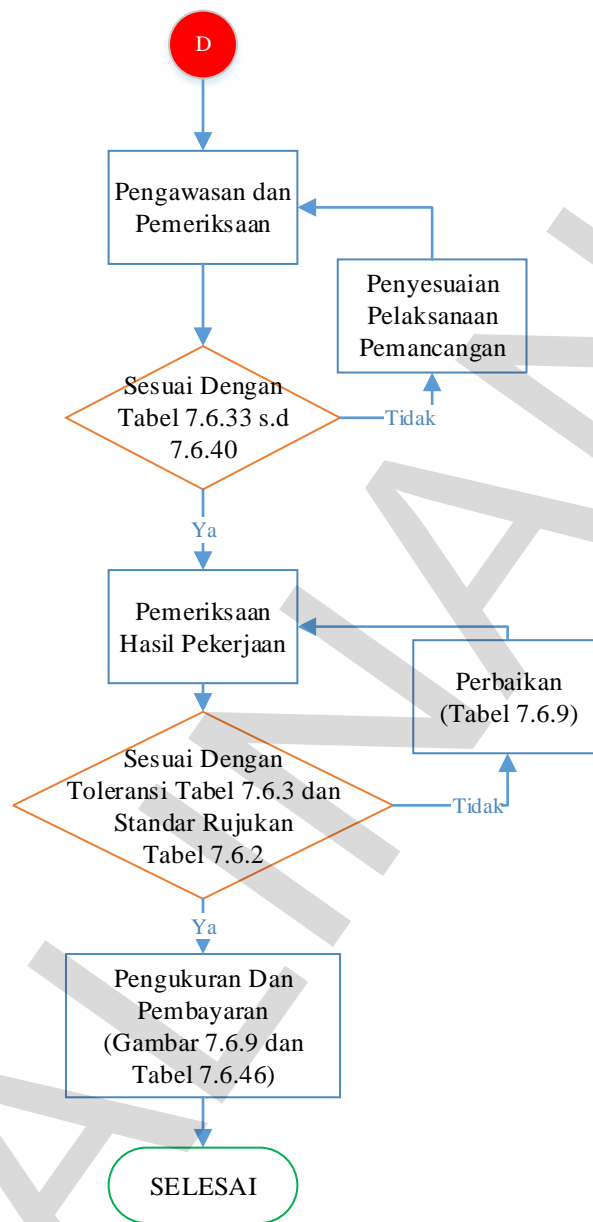 D
Pengawasan dan
Pemeriksaan
Penyesuaian
Pelaksanaan
Pemancangan
Sesuai Dengan
Tabel 7.6.33 s.d
7.6.40
Tidak
Ya
Pemeriksaan
Hasil Pekerjaan
Perbaikan
(Tabel 7.6.9)
Sesuai Dengan
Toleransi Tabel 7.6.3 dan
Standar Rujukan
Tabel 7.6.2
Tidak
Ya
Pengukuran Dan
Pembayaran
(Gambar 7.6.9 dan
Tabel 7.6.46)
SELESAI